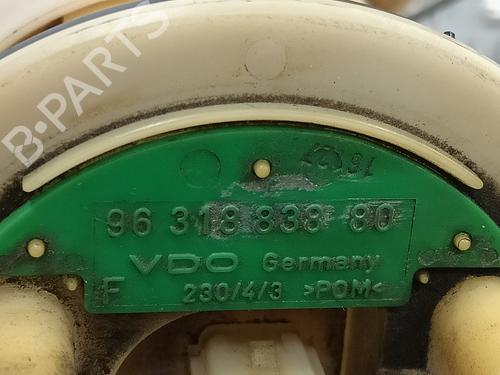 B-PARTS
96 318 838 80
VDO Germany
F 230/4/3 >POM<